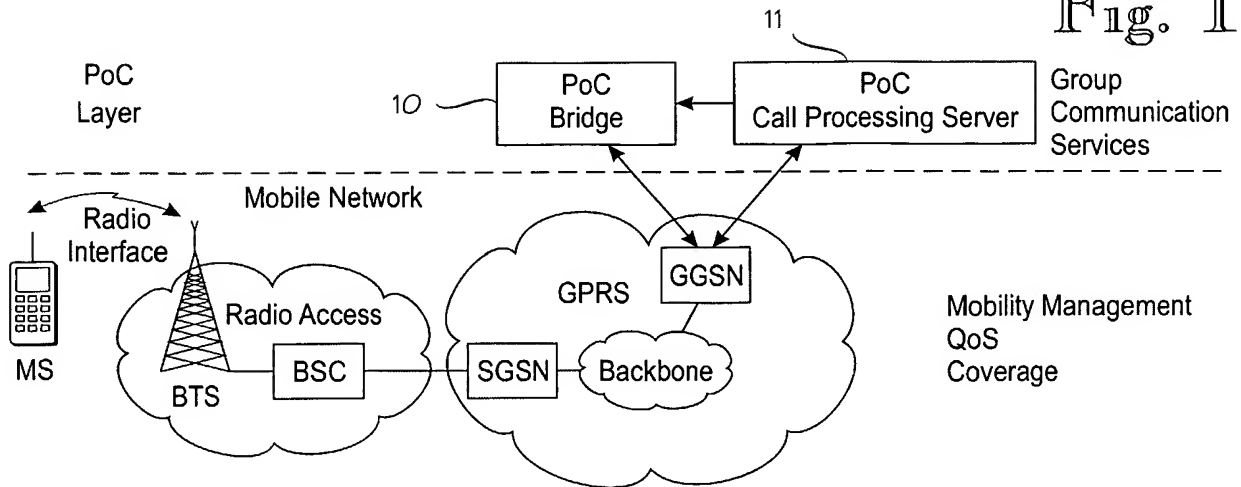 Fig. 1
11
PoC
Layer
10
PoC
Bridge
PoC
Call Processing Server
Group
Communication
Services
Mobile Network
Radio
Interface
MS
Radio Access
BTS
BSC
GPRS
SGSN
Backbone
GGSN
Mobility Management
QoS
Coverage